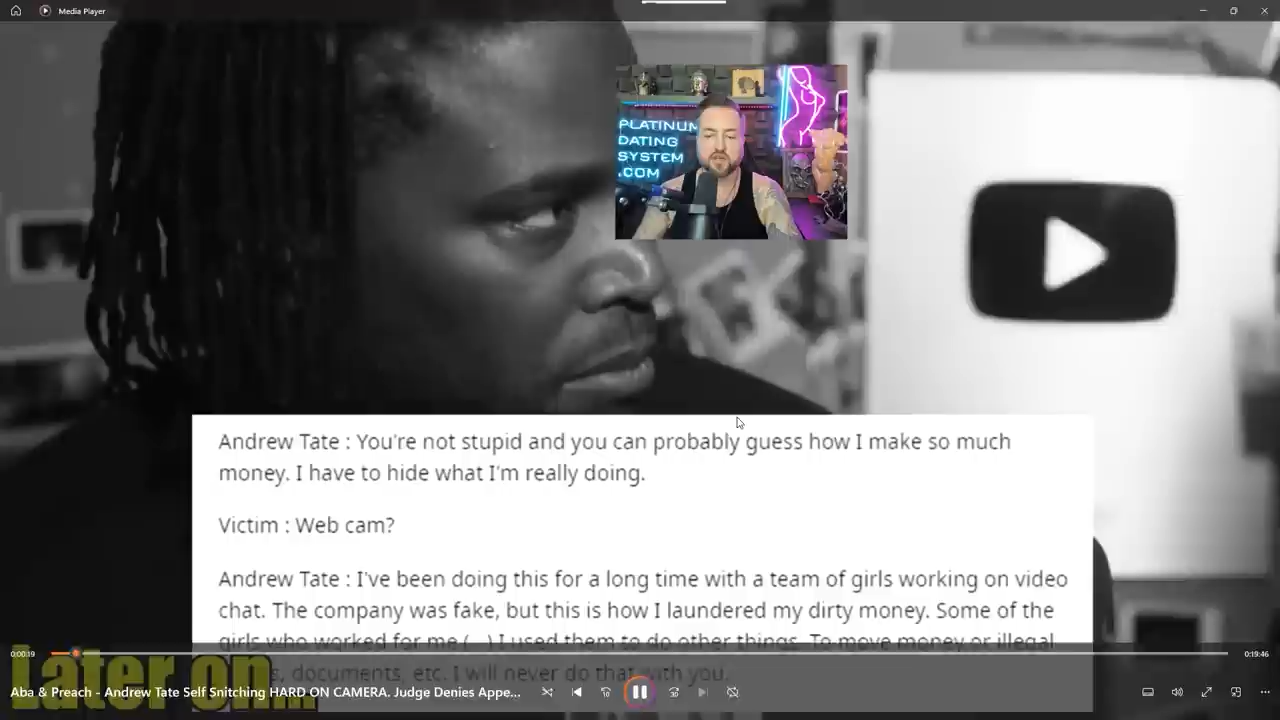 Media Player
PLATINUM
DATING
SYSTEM
.COM
Andrew Tate : You're not stupid and you can probably guess how I make so much
money. I have to hide what I'm really doing.
Victim : Web cam?
Andrew Tate : I've been doing this for a long time with a team of girls working on video
chat. The company was fake, but this is how I laundered my dirty money. Some of the
girls who worked for me (...) I used them to do other things. To move money or illegal
documents, etc. I will never do that with you.
0:00:19
0:19:46
Later on...
Aba & Preach - Andrew Tate Self Snitching HARD ON CAMERA. Judge Denies Appe...
10
30